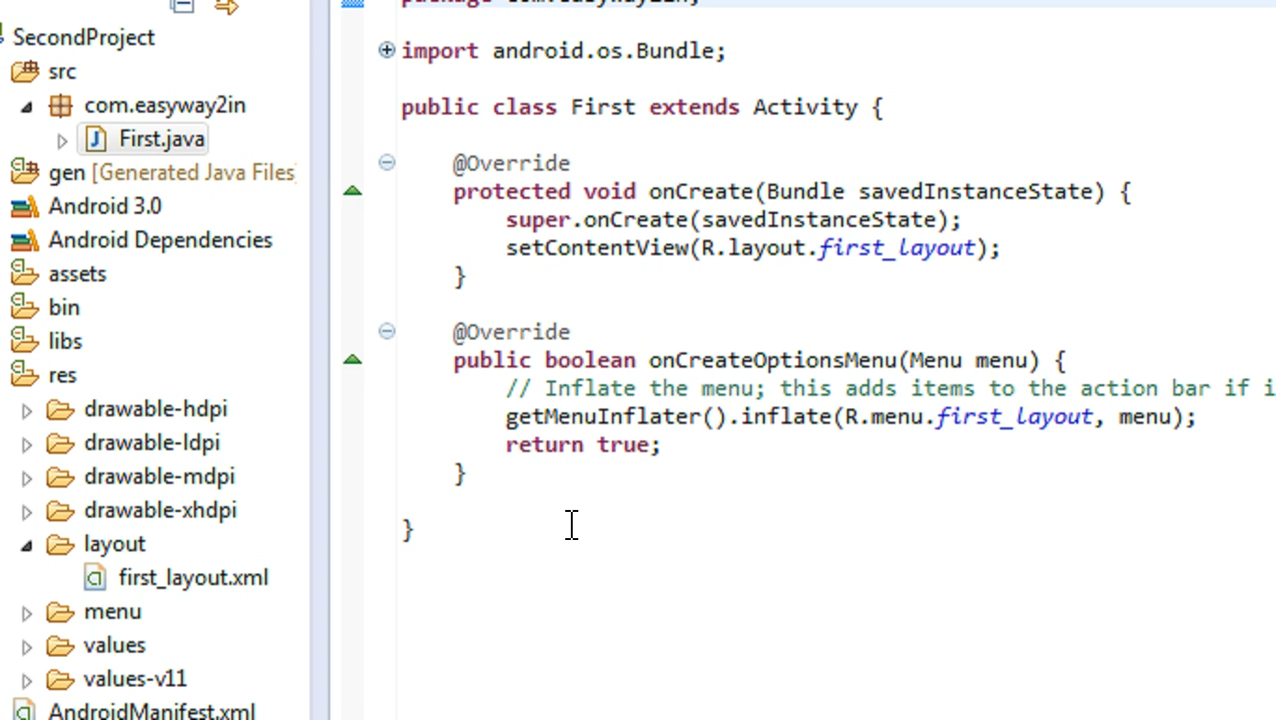 SecondProject
src
com.easyway2in
First.java
gen [Generated Java Files]
Android 3.0
Android Dependencies
assets
bin
libs
res
drawable-hdpi
drawable-ldpi
drawable-mdpi
drawable-xhdpi
layout
first_layout.xml
menu
values
values-v11
AndroidManifest.xml
package com.easyway2in;
import android.os.Bundle;
public class First extends Activity {
@Override
protected void onCreate(Bundle savedInstanceState) {
super.onCreate(savedInstanceState);
setContentView(R.layout.first_layout);
}
@Override
public boolean onCreateOptionsMenu(Menu menu) {
// Inflate the menu; this adds items to the action bar if i
getMenuInflater().inflate(R.menu.first_layout, menu);
return true;
}
}